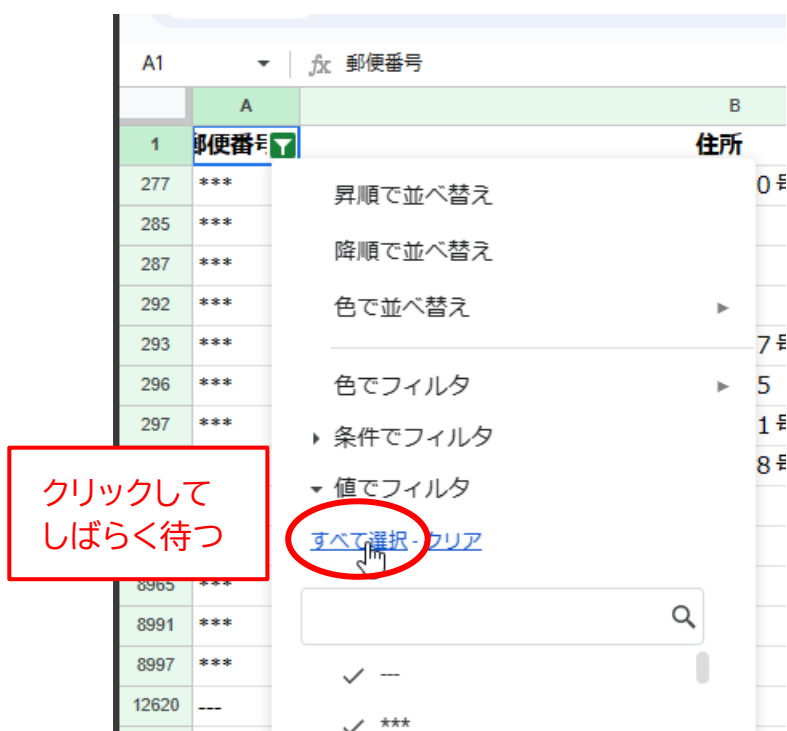 A1
fx 郵便番号
A B
1 郵便番号 住所
277 *** 0号
285 ***
287 ***
292 ***
293 *** 7号
296 *** 5
297 *** 1号
8号
8965 ***
8991 ***
8997 ***
12620 ---
昇順で並べ替え
降順で並べ替え
色で並べ替え
色でフィルタ
条件でフィルタ
値でフィルタ
すべて選択 - クリア
---
***
クリックして
しばらく待つ